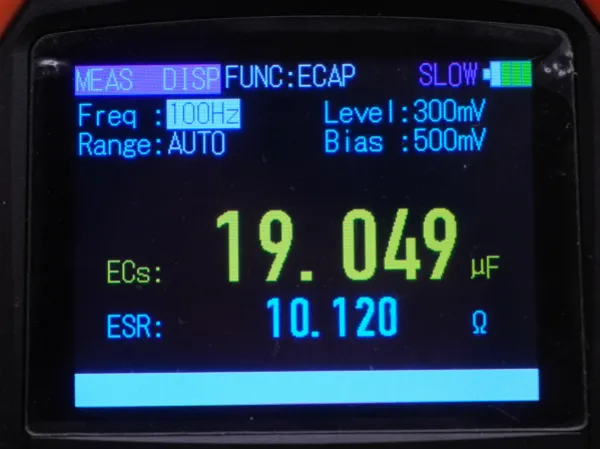 MEAS DISP FUNC:ECAP SLOW
Freq :100Hz Level:300mV
Range:AUTO Bias :500mV
ECs: 19.049 µF
ESR: 10.120 Ω